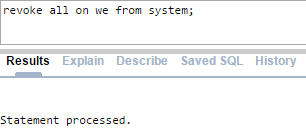 revoke all on we from system;
Results Explain Describe Saved SQL History
Statement processed.